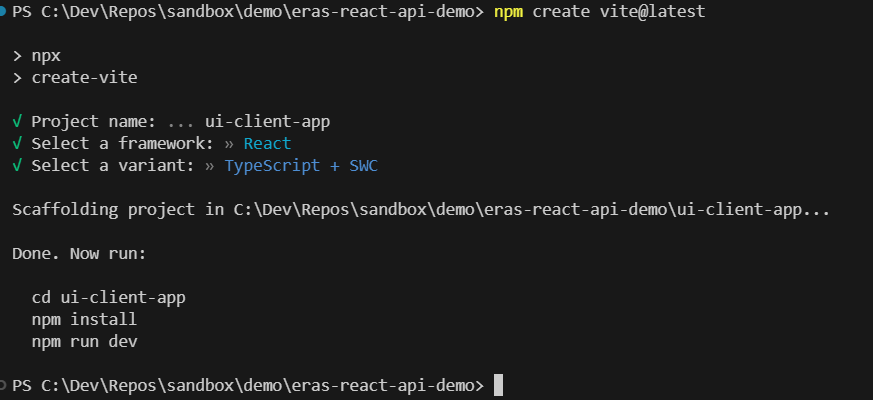 PS C:\Dev\Repos\sandbox\demo\eras-react-api-demo> npm create vite@latest
> npx
> create-vite
√ Project name: ... ui-client-app
√ Select a framework: » React
√ Select a variant: » TypeScript + SWC
Scaffolding project in C:\Dev\Repos\sandbox\demo\eras-react-api-demo\ui-client-app...
Done. Now run:
cd ui-client-app
npm install
npm run dev
PS C:\Dev\Repos\sandbox\demo\eras-react-api-demo>